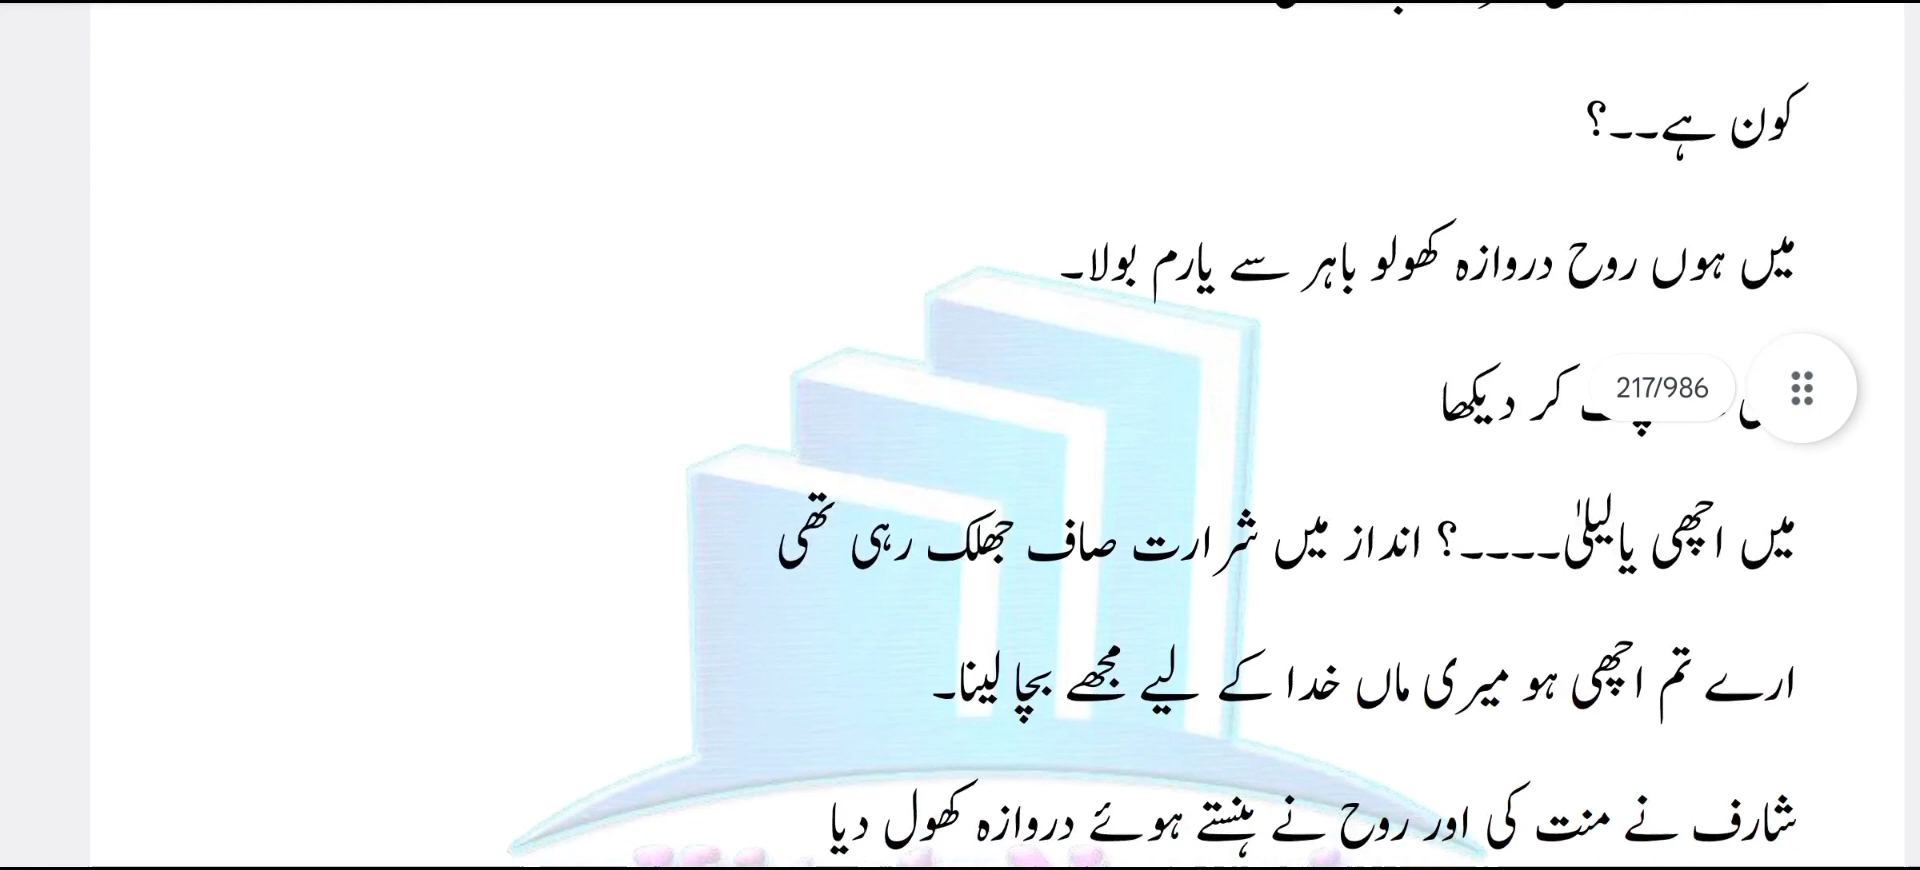 کون ہے۔۔؟
میں ہوں روح دروازہ کھولو باہر سے یارم بولا۔
کر دیکھا
217/986
میں اچھی یا لیلیٰ۔۔۔۔؟ انداز میں شرارت صاف جھلک رہی تھی
ارے تم اچھی ہو میری ماں خدا کے لیے مجھے بچا لینا۔
شارف نے منت کی اور روح نے ہنستے ہوئے دروازہ کھول دیا